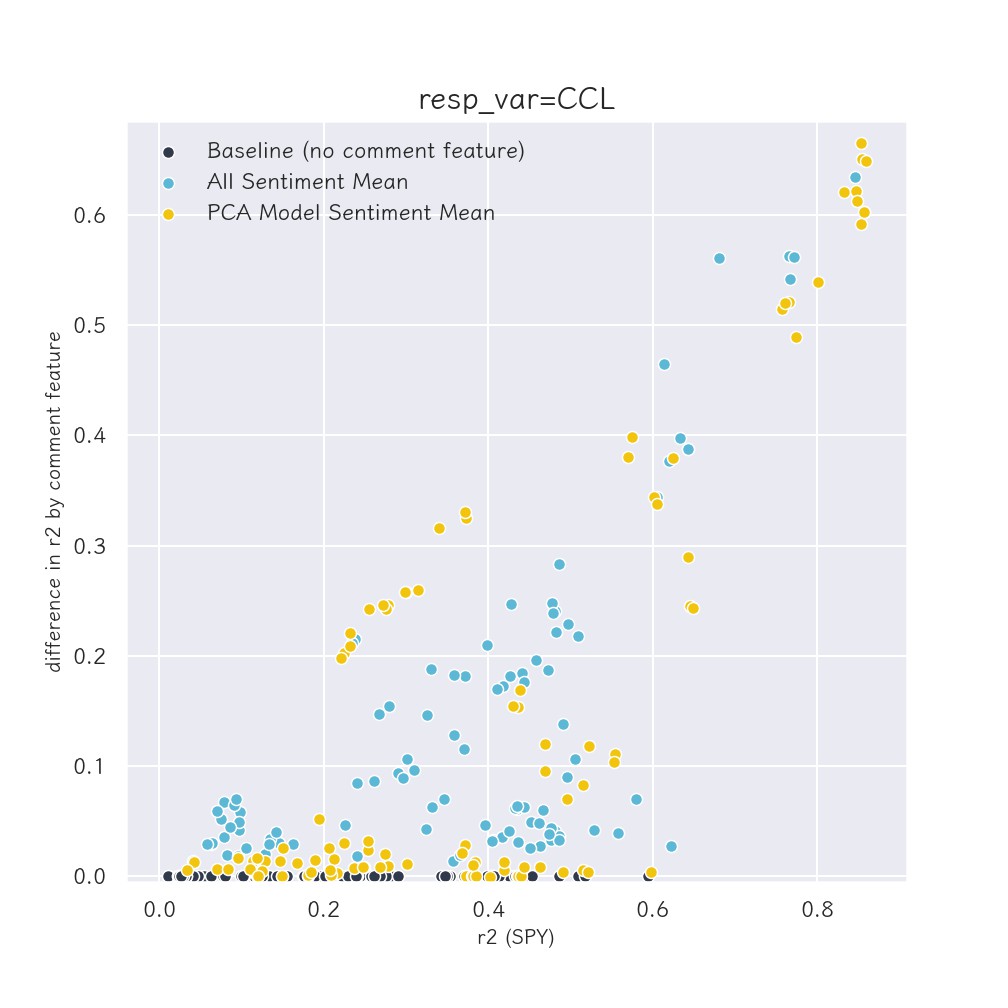 resp_var=CCL
Baseline (no comment feature)
All Sentiment Mean
PCA Model Sentiment Mean
difference in r2 by comment feature
0.6
0.5
0.4
0.3
0.2
0.1
0.0
0.0 0.2 0.4 0.6 0.8
r2 (SPY)